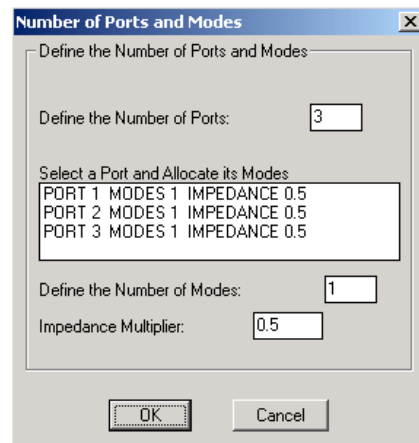 Number of Ports and Modes
Define the Number of Ports and Modes
Define the Number of Ports: 3
Select a Port and Allocate its Modes
PORT 1 MODES 1 IMPEDANCE 0.5
PORT 2 MODES 1 IMPEDANCE 0.5
PORT 3 MODES 1 IMPEDANCE 0.5
Define the Number of Modes: 1
Impedance Multiplier: 0.5
OK Cancel